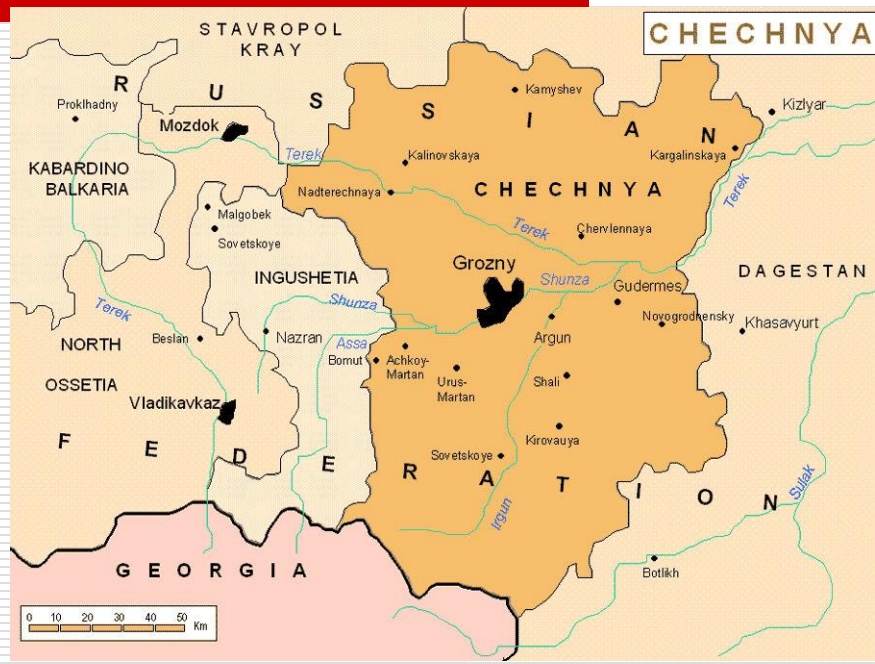 CHECHNYA
STAVROPOL
KRAY
RUSSIAN
Kamyshev
Kizlyar
Proklhadny
Mozdok
Terek
Kalinovskaya
Kargalinskaya
KABARDINO
BALKARIA
Nadterechnaya
CHECHNYA
Terek
Malgobek
Sovetskoye
Chervlennaya
Terek
INGUSHETIA
Grozny
Shunza
DAGESTAN
Terek
Shunza
Gudermes
Beslan
Nazran
Assa
Argun
Novogrodnensky
Khasavyurt
NORTH
OSSETIA
Bomut
Achkoy-
Martan
Urus-
Martan
Shali
Vladikavkaz
Kirovauya
Sovetskoye
FEDERATION
Irgun
Sulak
GEORGIA
Botlikh
0 10 20 30 40 50
Km